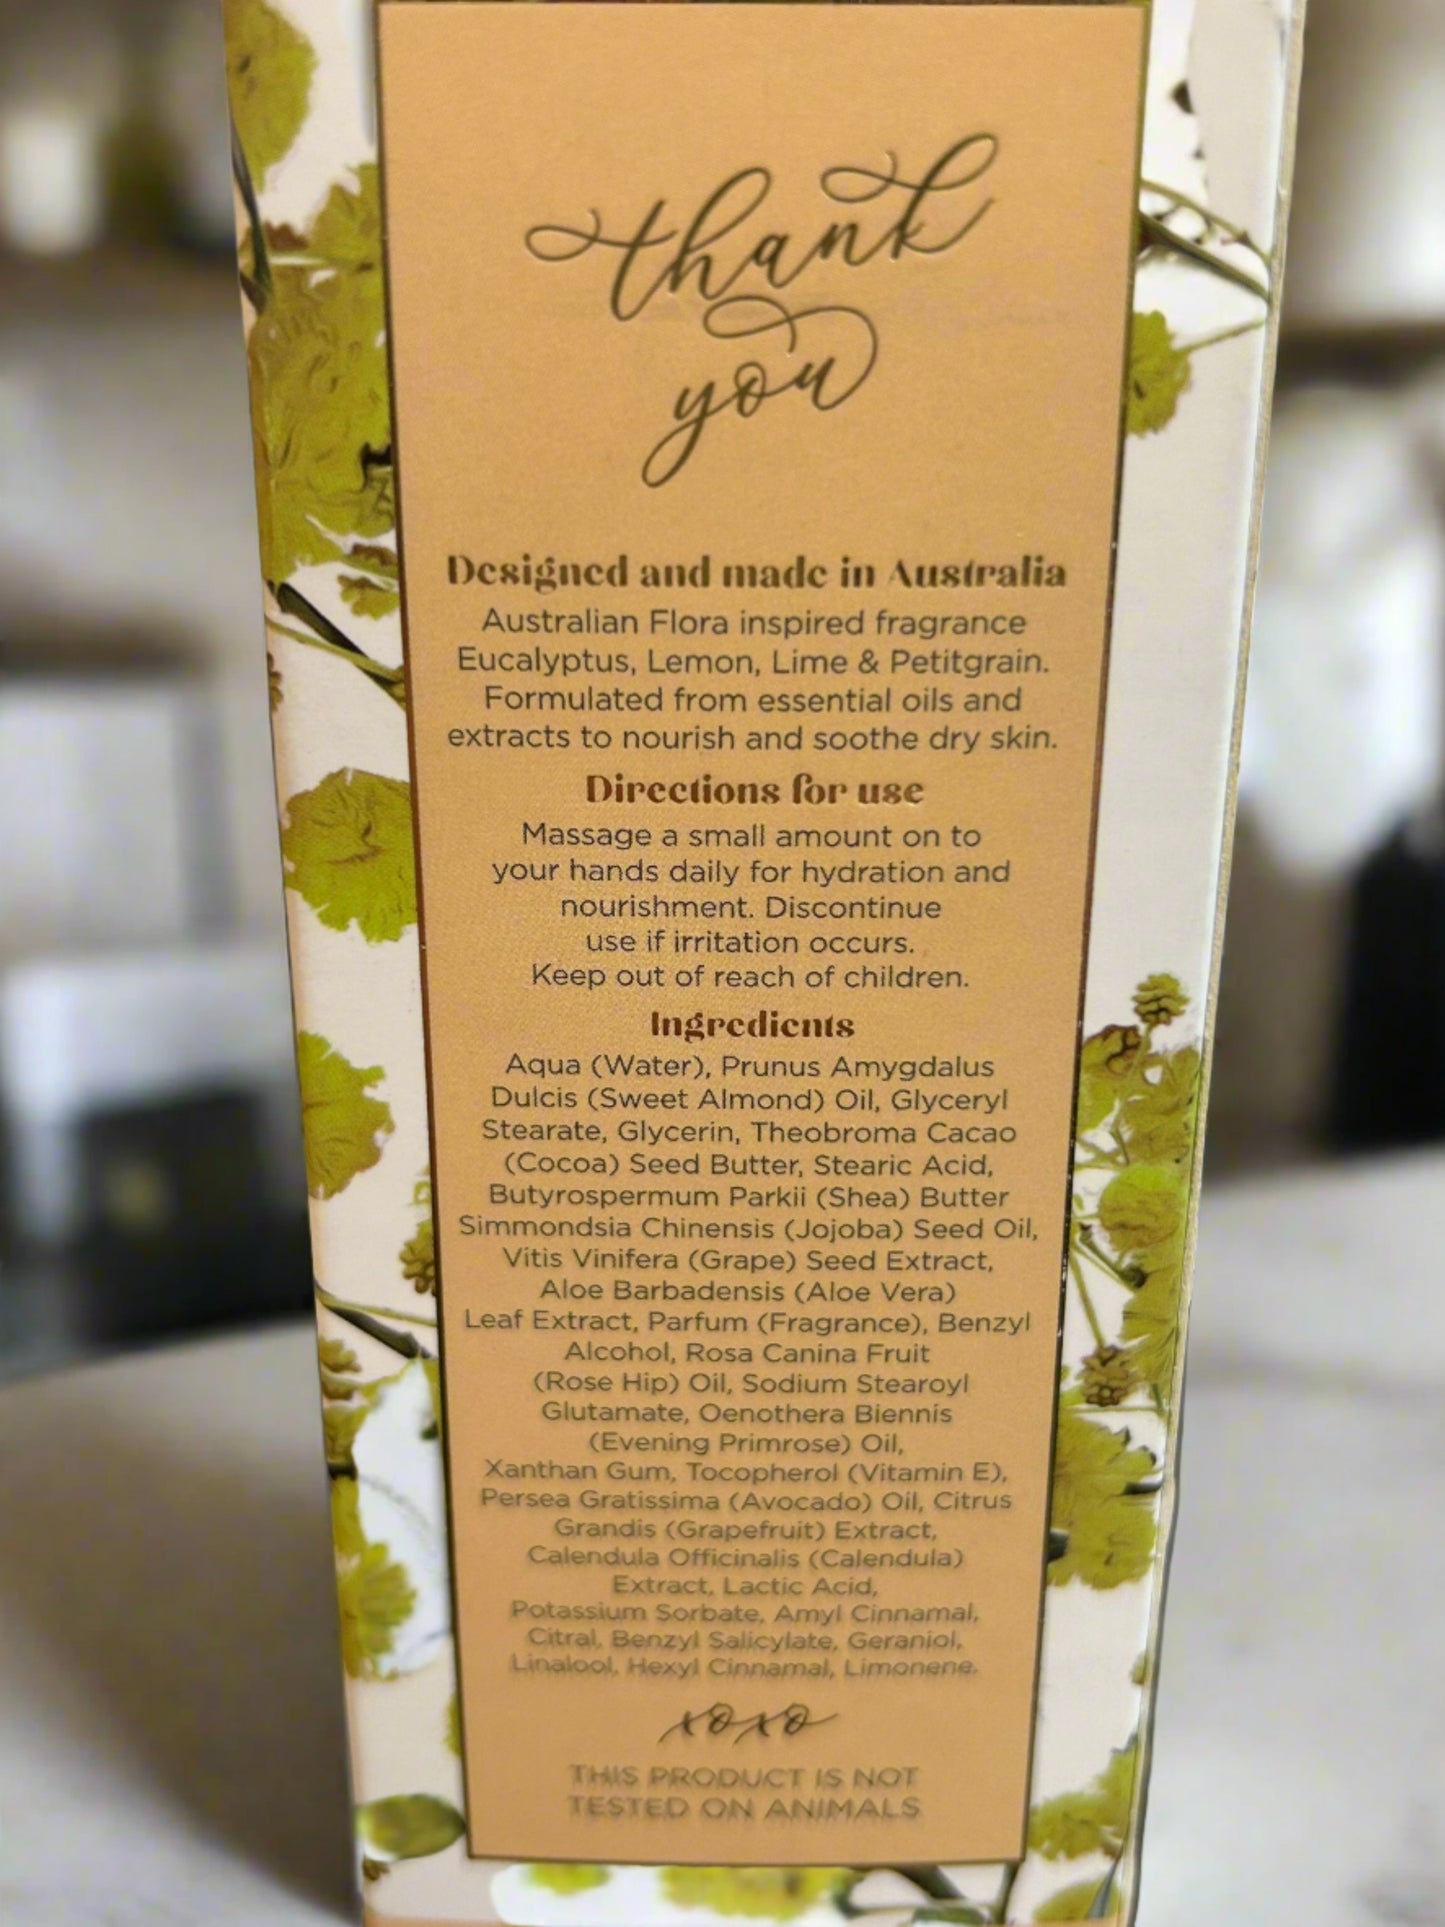 thank
you
Designed and made in Australia
Australian Flora inspired fragrance
Eucalyptus, Lemon, Lime & Petitgrain.
Formulated from essential oils and
extracts to nourish and soothe dry skin.
Directions for use
Massage a small amount on to
your hands daily for hydration and
nourishment. Discontinue
use if irritation occurs.
Keep out of reach of children.
Ingredients
Aqua (Water), Prunus Amygdalus
Dulcis (Sweet Almond) Oil, Glyceryl
Stearate, Glycerin, Theobroma Cacao
(Cocoa) Seed Butter, Stearic Acid,
Butyrospermum Parkii (Shea) Butter
Simmondsia Chinensis (Jojoba) Seed Oil,
Vitis Vinifera (Grape) Seed Extract,
Aloe Barbadensis (Aloe Vera)
Leaf Extract, Parfum (Fragrance), Benzyl
Alcohol, Rosa Canina Fruit
(Rose Hip) Oil, Sodium Stearoyl
Glutamate, Oenothera Biennis
(Evening Primrose) Oil,
Xanthan Gum, Tocopherol (Vitamin E),
Persea Gratissima (Avocado) Oil, Citrus
Grandis (Grapefruit) Extract,
Calendula Officinalis (Calendula)
Extract, Lactic Acid,
Potassium Sorbate, Amyl Cinnamal,
Citral, Benzyl Salicylate, Geraniol,
Linalool, Hexyl Cinnamal, Limonene.
xoxo
THIS PRODUCT IS NOT
TESTED ON ANIMALS